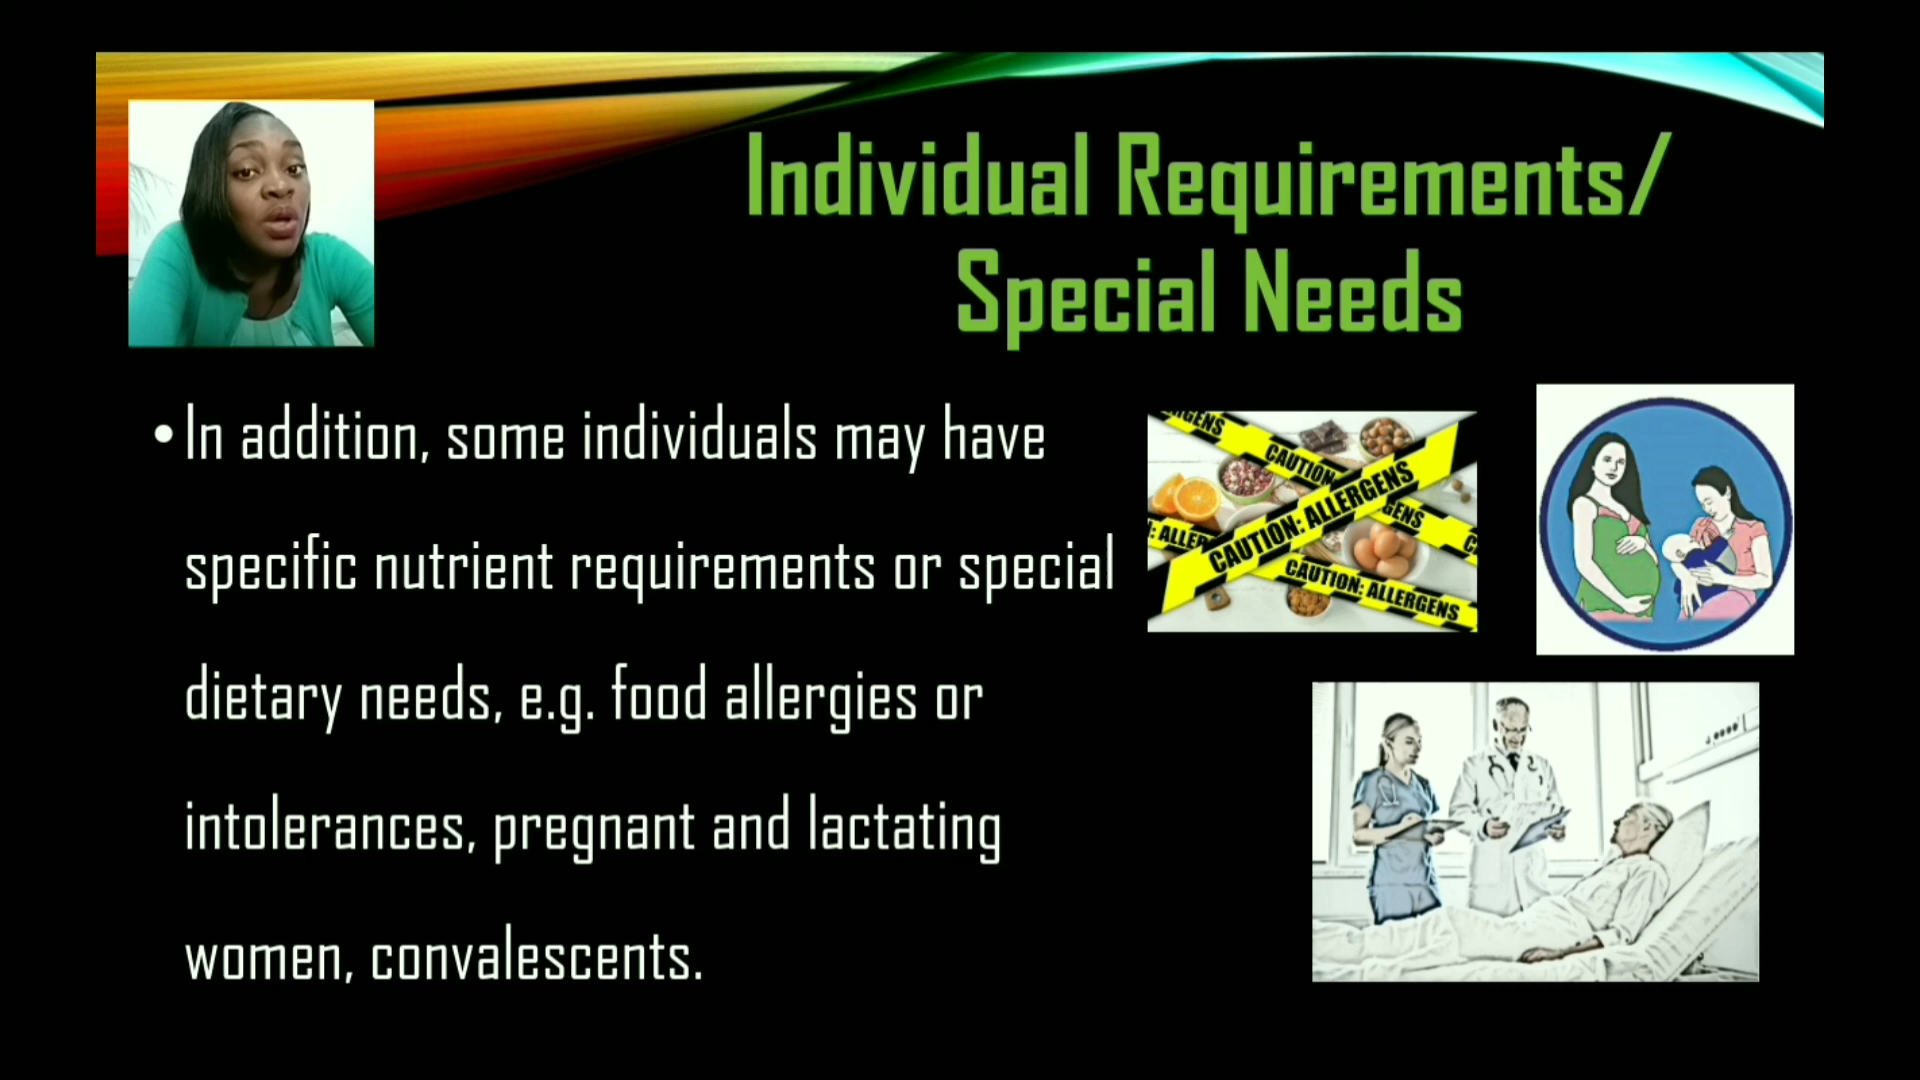 Individual Requirements/
Special Needs
• In addition, some individuals may have
specific nutrient requirements or special
dietary needs, e.g. food allergies or
intolerances, pregnant and lactating
women, convalescents.
CAUTION
CAUTION: ALLERGENS
CAUTION: ALLERGENS